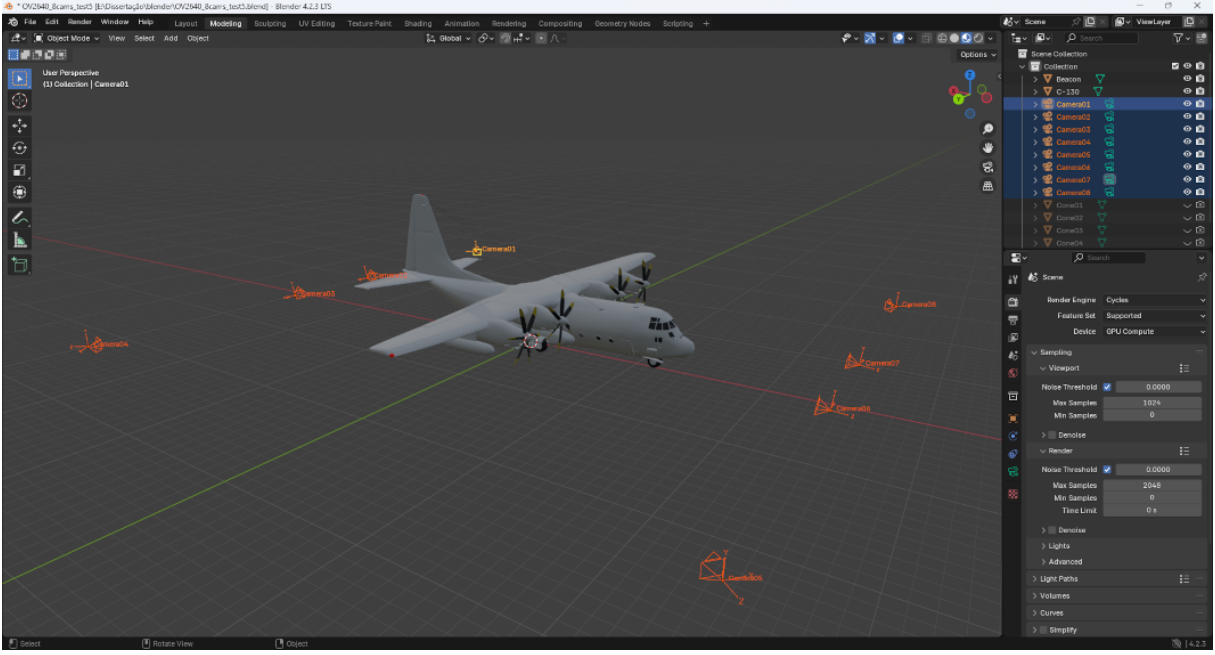 * OV2640_8cams_test5 [E:\Dissertação\blender\OV2640_8cams_test5.blend] - Blender 4.2.3 LTS
File Edit Render Window Help Layout Modeling Sculpting UV Editing Texture Paint Shading Animation Rendering Compositing Geometry Nodes Scripting + Scene ViewLayer
Object Mode View Select Add Object Global Search
Options
User Perspective
(1) Collection | Camera01
Scene Collection
Collection
Beacon
C-130
Camera01
Camera02
Camera03
Camera04
Camera05
Camera06
Camera07
Camera08
Cone01
Cone02
Cone03
Cone04
Camera01
Camera03
Camera04
Camera07
Z
Y
Z
Y
Search
Scene
Render Engine Cycles
Feature Set Supported
Device GPU Compute
Sampling
Viewport
Noise Threshold 0.0000
Max Samples 1024
Min Samples 0
Denoise
Render
Noise Threshold 0.0000
Max Samples 2048
Min Samples 0
Time Limit 0 s
Denoise
Lights
Advanced
Light Paths
Volumes
Curves
Simplify
Select Rotate View Object 4.2.3